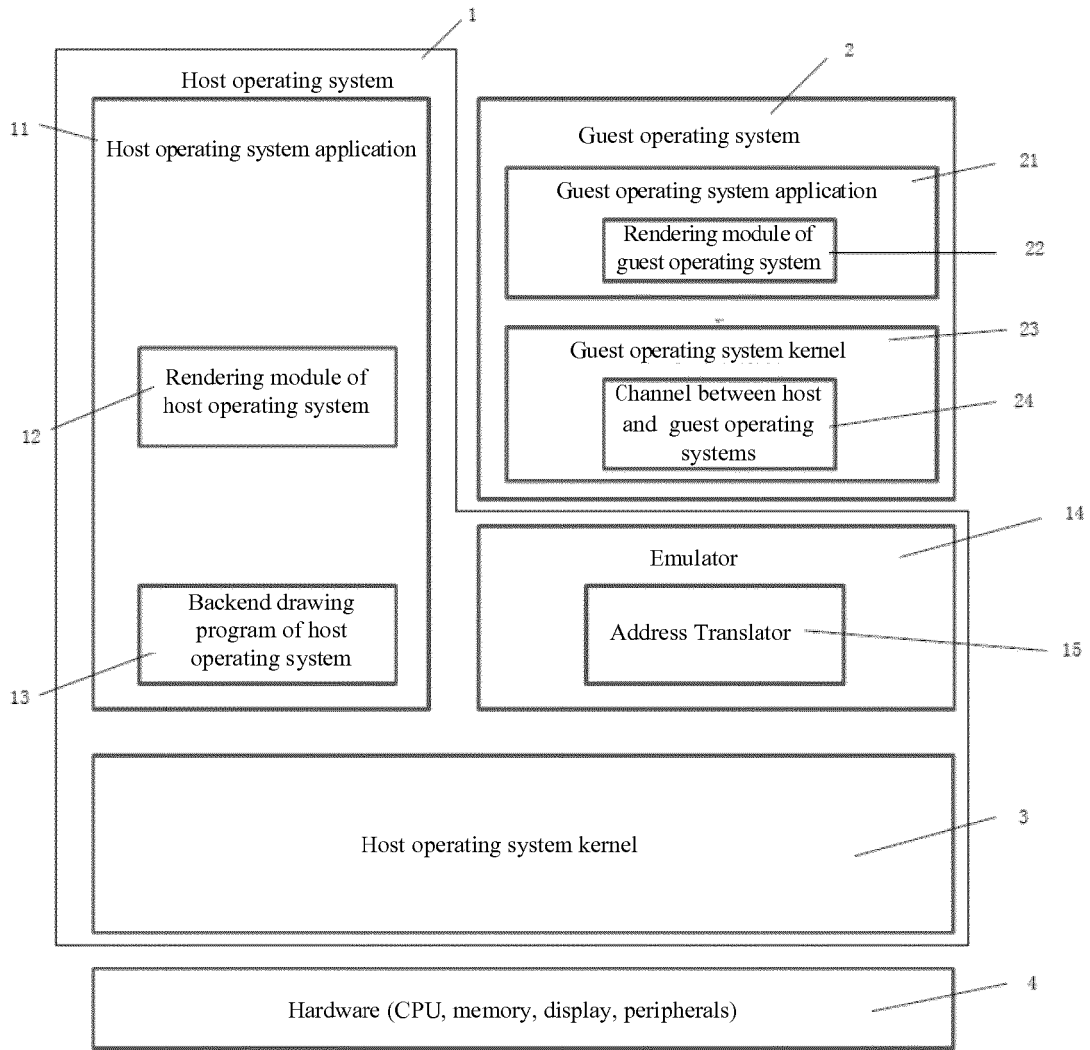 1
Host operating system
11
Host operating system application
Rendering module of
host operating system
12
Backend drawing
program of host
operating system
13
2
Guest operating system
21
Guest operating system application
Rendering module of
guest operating system
22
23
Guest operating system kernel
Channel between host
and guest operating
systems
24
14
Emulator
Address Translator
15
Host operating system kernel
3
Hardware (CPU, memory, display, peripherals)
4